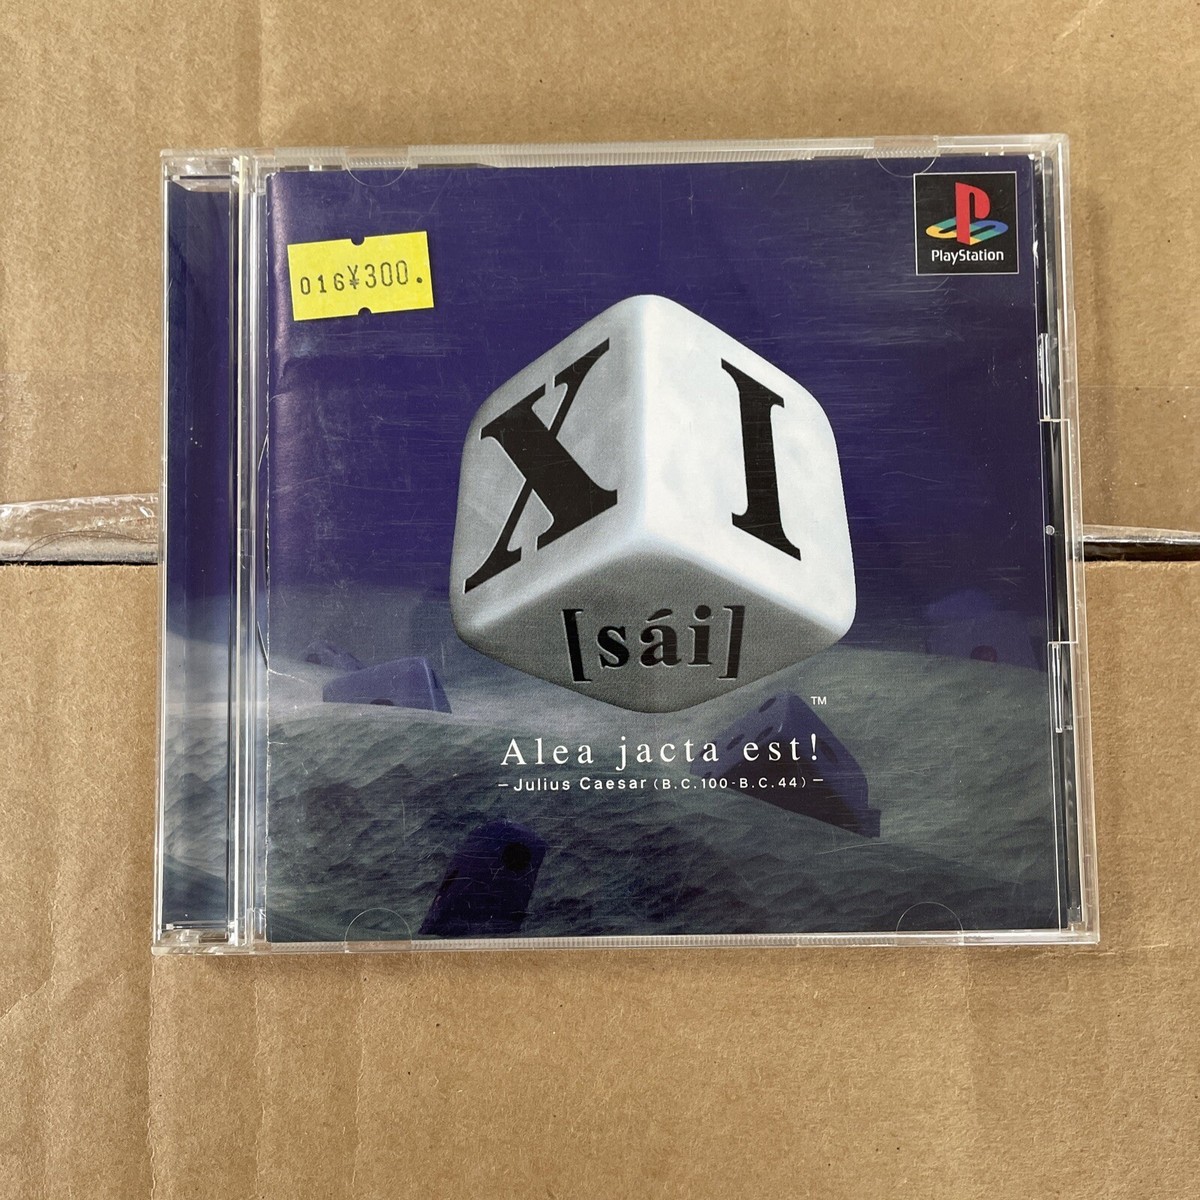 016¥300.
PlayStation
XI
[sái]
TM
Alea jacta est!
–Julius Caesar (B.C.100-B.C.44)–